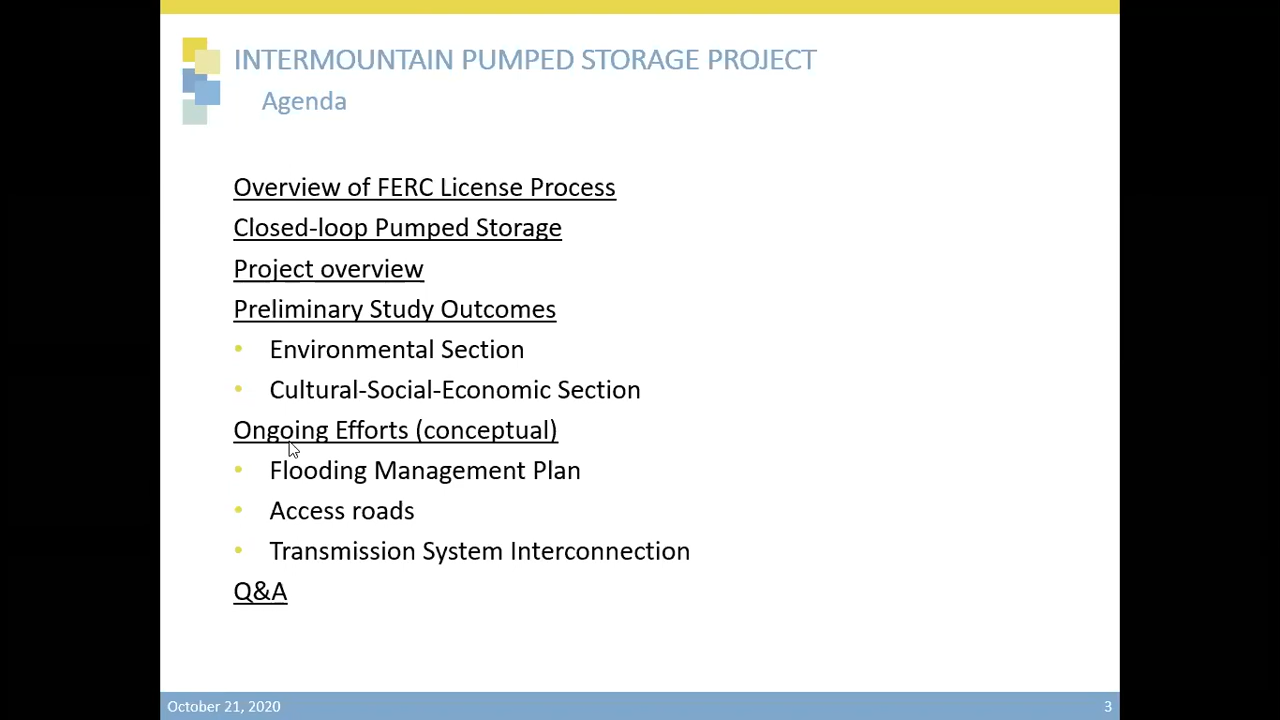 INTERMOUNTAIN PUMPED STORAGE PROJECT
Agenda
Overview of FERC License Process
Closed-loop Pumped Storage
Project overview
Preliminary Study Outcomes
• Environmental Section
• Cultural-Social-Economic Section
Ongoing Efforts (conceptual)
• Flooding Management Plan
• Access roads
• Transmission System Interconnection
Q&A
October 21, 2020
3